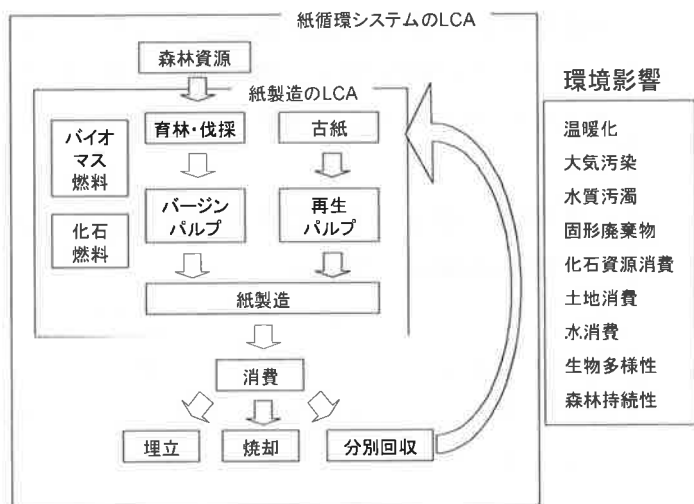 紙循環システムのLCA
森林資源
紙製造のLCA
バイオ
マス
燃料
化石
燃料
育林・伐採
古紙
バージン
パルプ
再生
パルプ
紙製造
消費
埋立
焼却
分別回収
環境影響
温暖化
大気汚染
水質汚濁
固形廃棄物
化石資源消費
土地消費
水消費
生物多様性
森林持続性